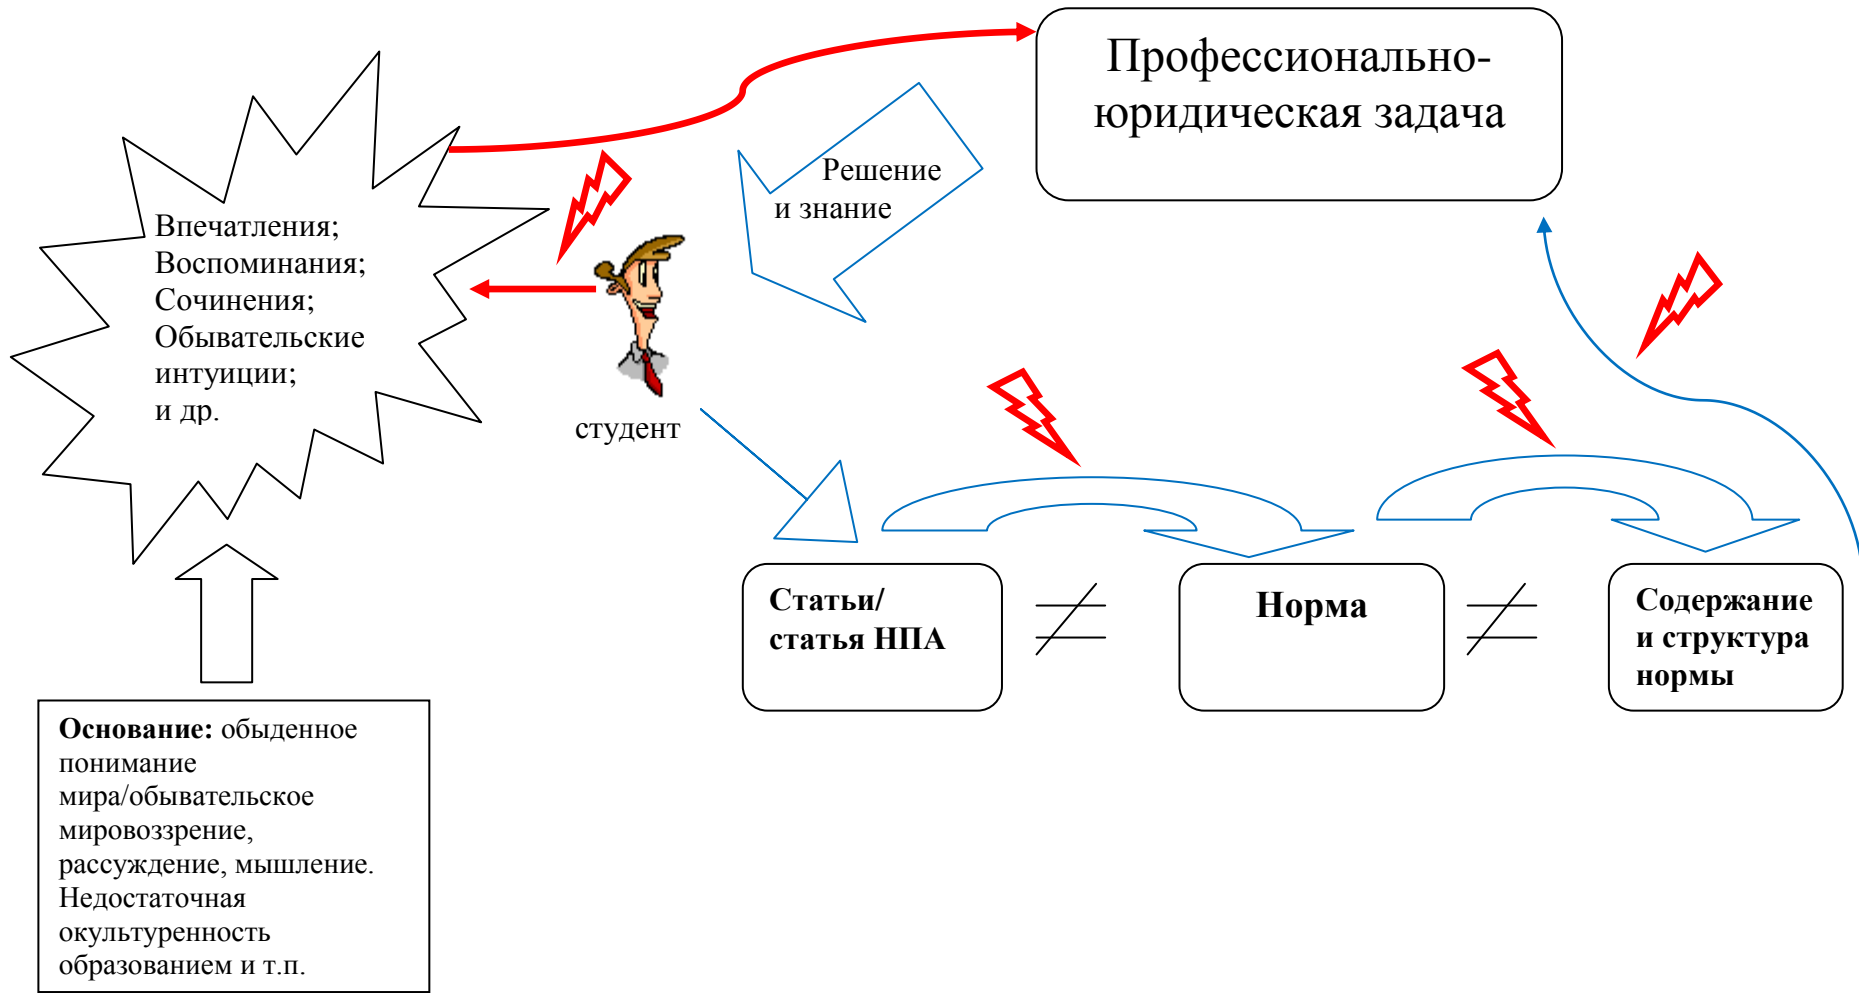 Профессионально-
юридическая задача
Решение
и знание
Впечатления;
Воспоминания;
Сочинения;
Обывательские
интуиции;
и др.
студент
Статьи/
статья НПА
Норма
Содержание
и структура
нормы
Основание: обыденное
понимание
мира/обывательское
мировоззрение,
рассуждение, мышление.
Недостаточная
окультуренность
образованием и т.п.